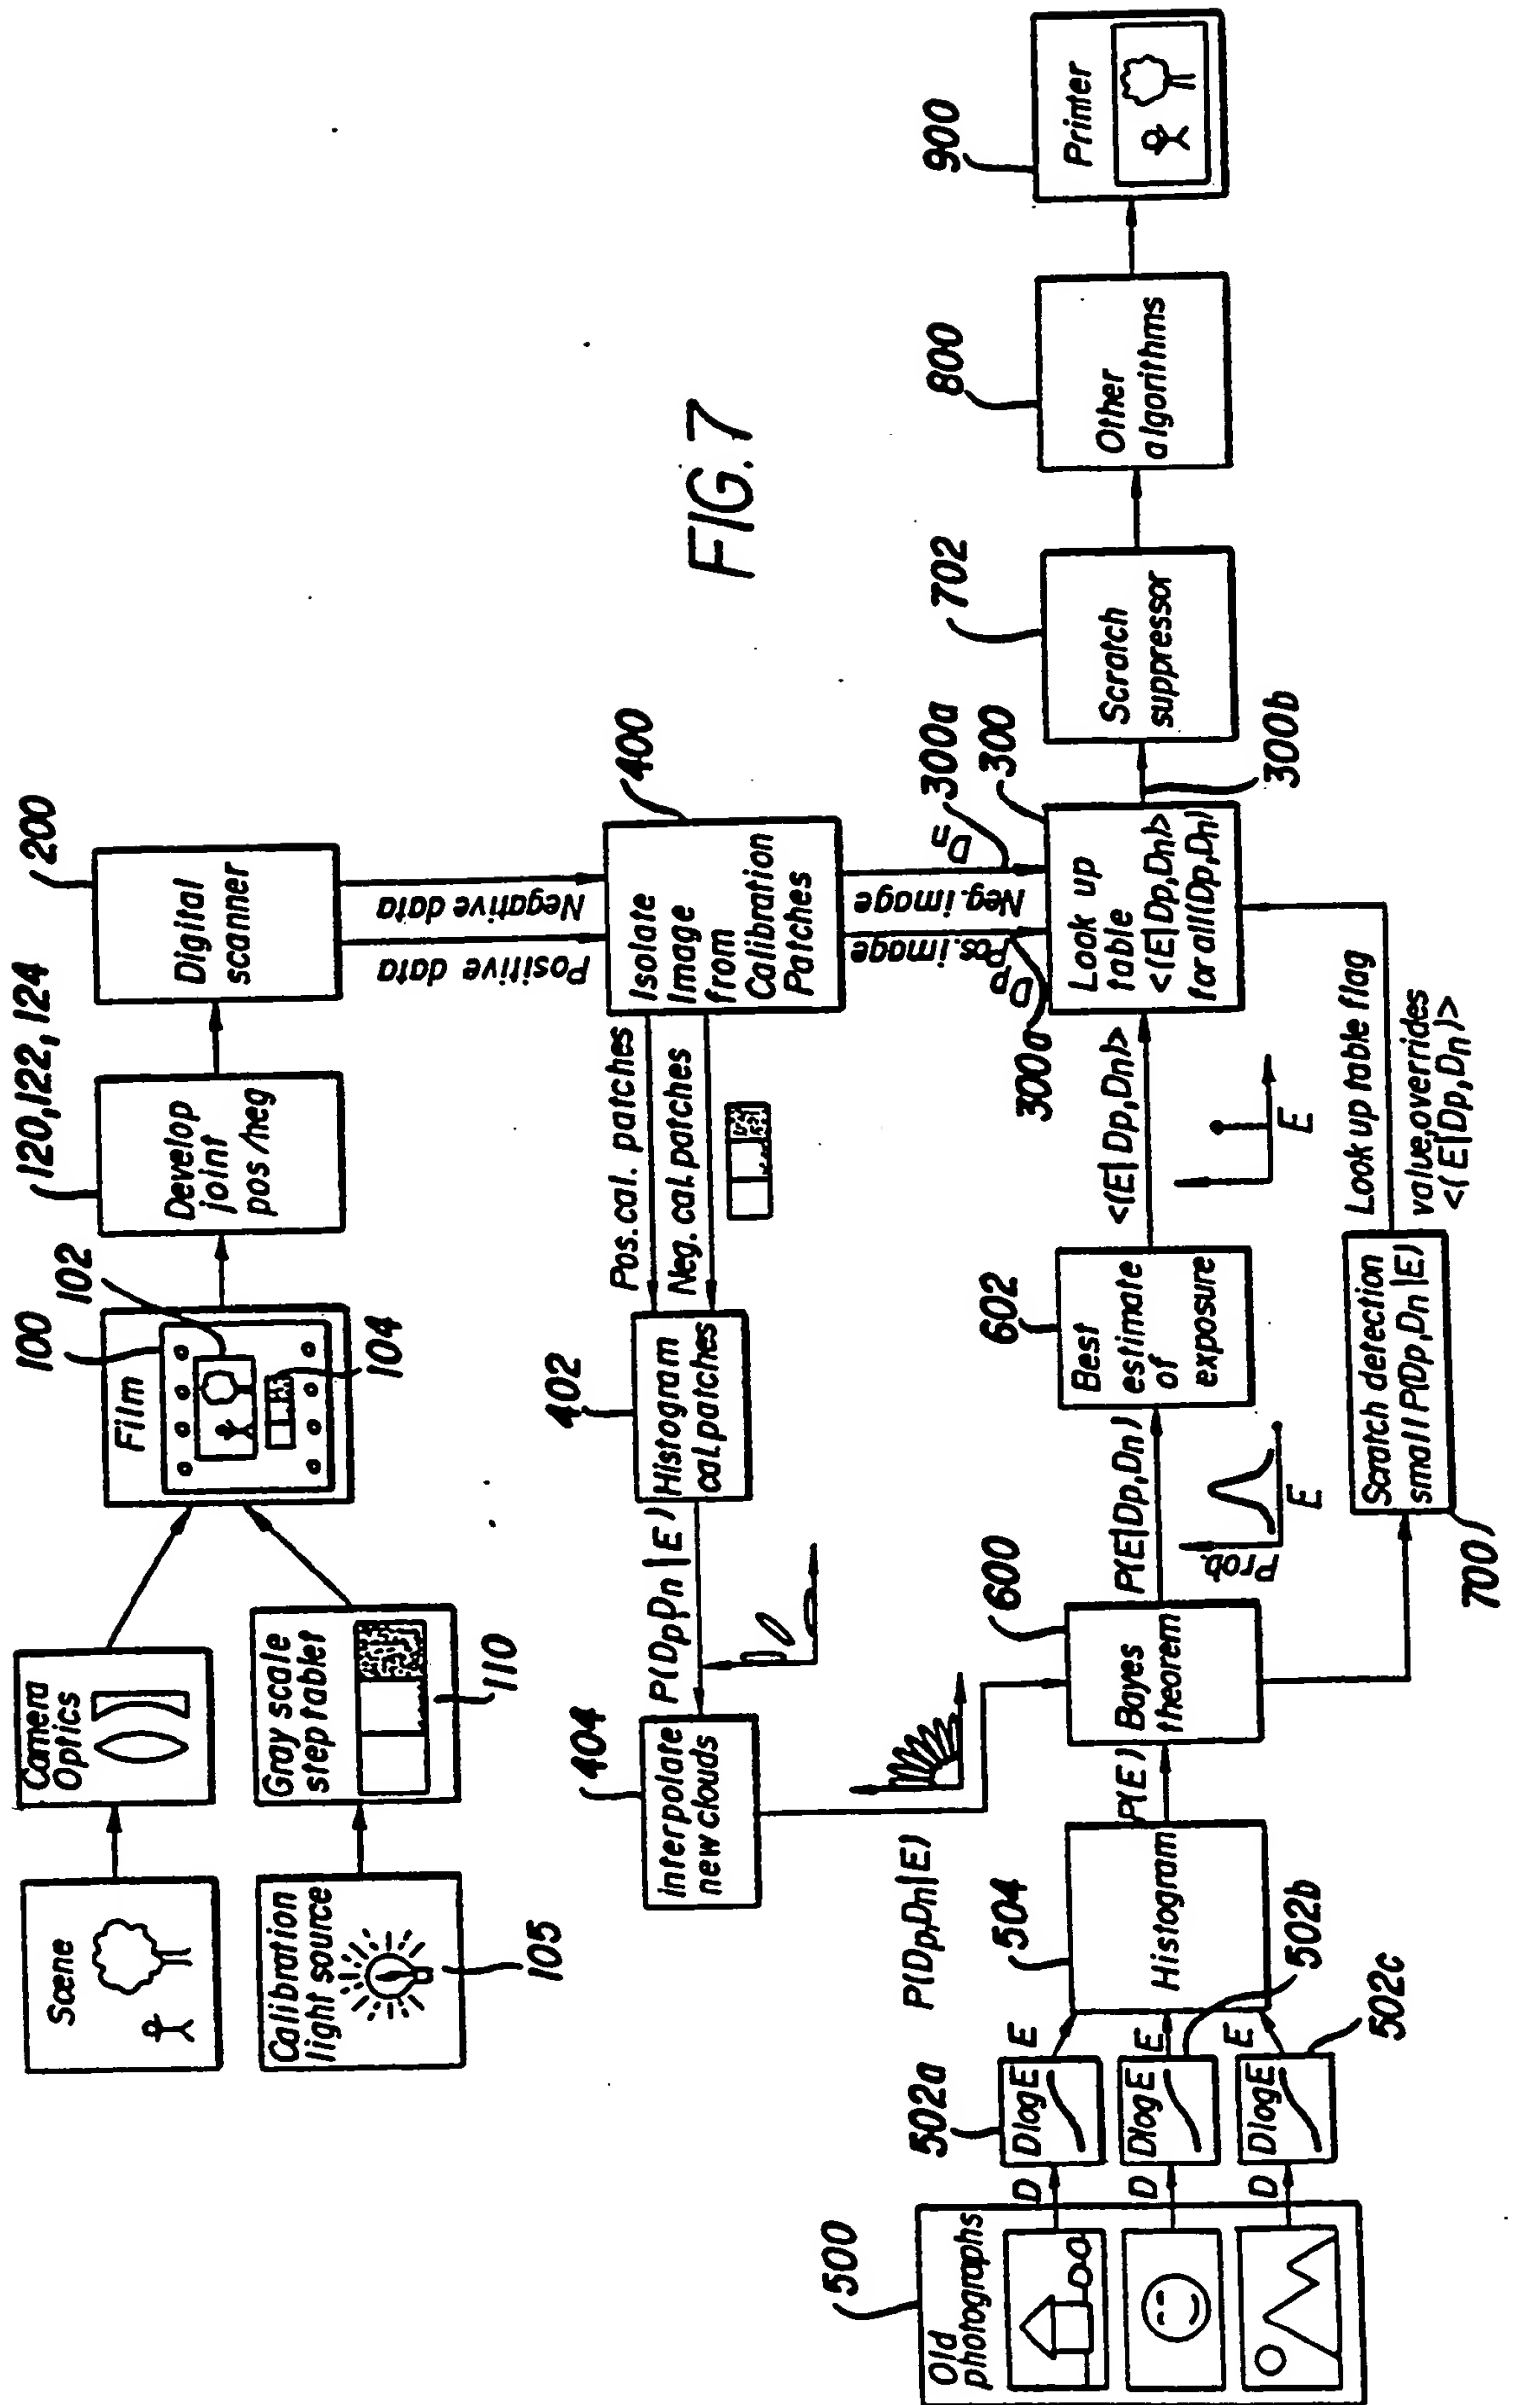 Scene
Camera
Optics
Calibration
light source
105
Gray scale
step tablet
110
Film
100
102
104
120,122,124
Develop
joint
pos/neg
200
Digital
scanner
Positive data
Negative data
400
Isolate
Image
from
Calibration
Patches
Pos. cal. patches
Neg. cal. patches
402
Histogram
cal. patches
P(DpDn|E)
404
interpolate
new clouds
P(Dp,Dn|E)
Pos. image
Neg. image
Dp
Dn
300a
300a
300
FIG. 7
500
Old
photographs
D
D
D
502a
DlogE
DlogE
DlogE
502b
502c
E
E
E
504
Histogram
P(E)
600
Bayes
theorem
P(E|Dp,Dn)
Prob.
E
602
Best
estimate
of
exposure
<(E|Dp,Dn)>
E
Look up
table
<(E|Dp,Dn)>
for all(Dp,Dn)
300b
702
Scratch
suppressor
800
Other
algorithms
900
Printer
700
Scratch detection
small P(Dp,Dn|E)
Look up table flag
value,overrides
<(E|Dp,Dn)>